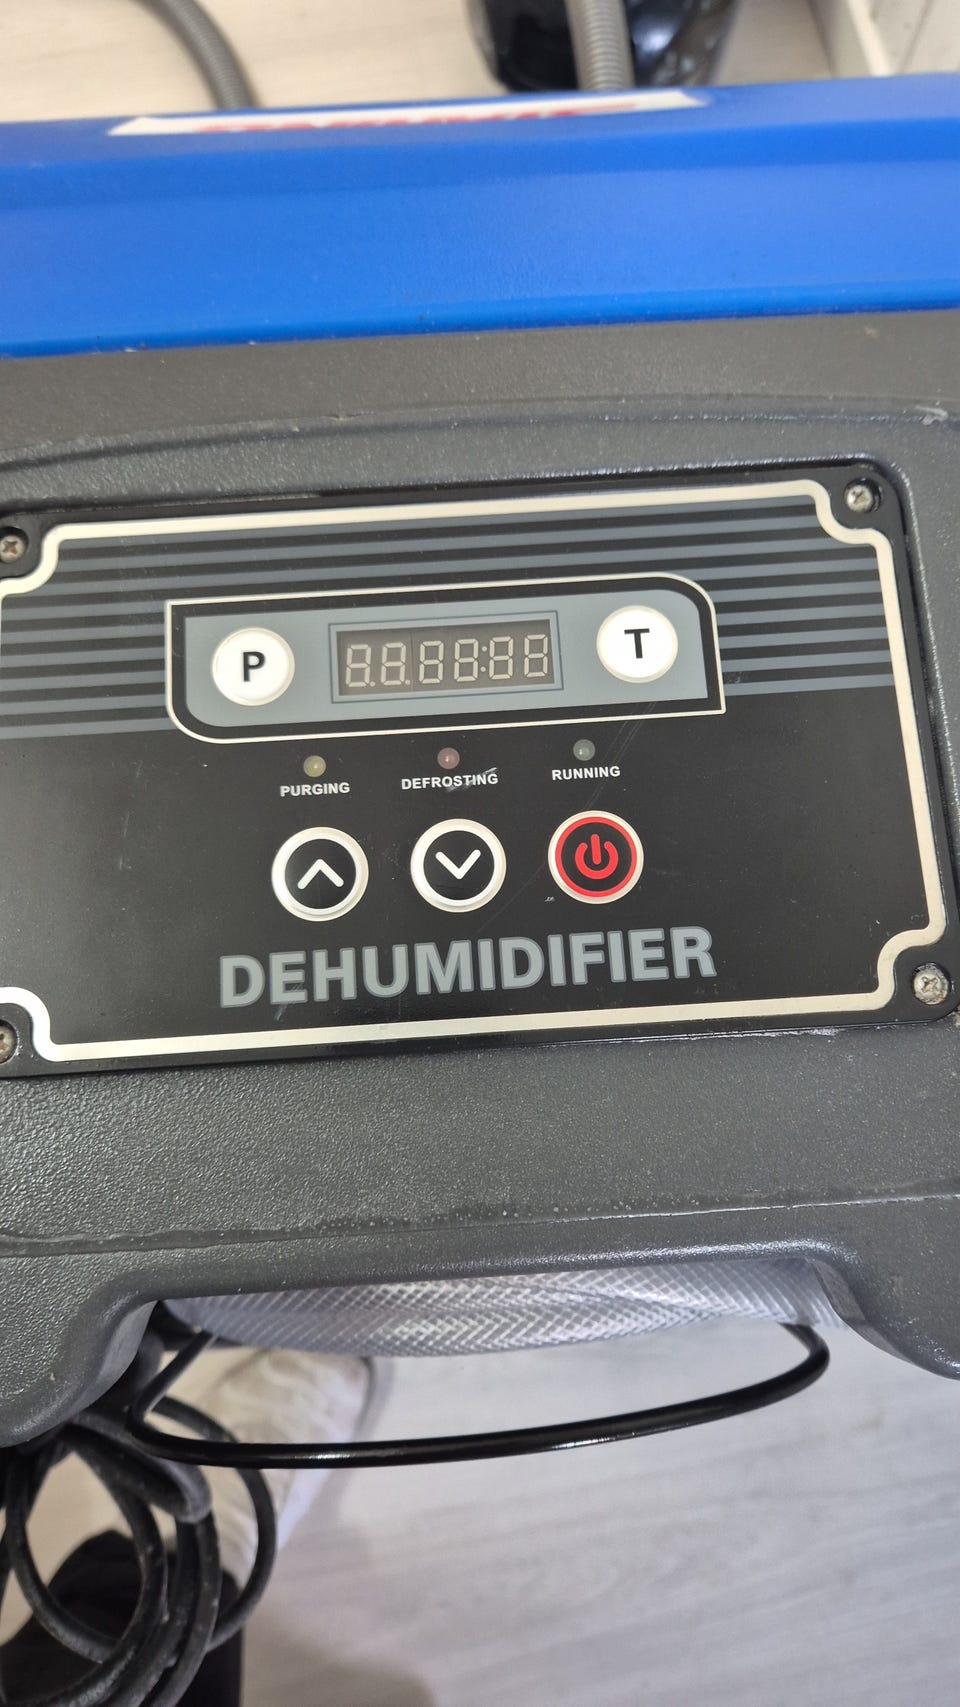 P
T
PURGING
DEFROSTING
RUNNING
DEHUMIDIFIER